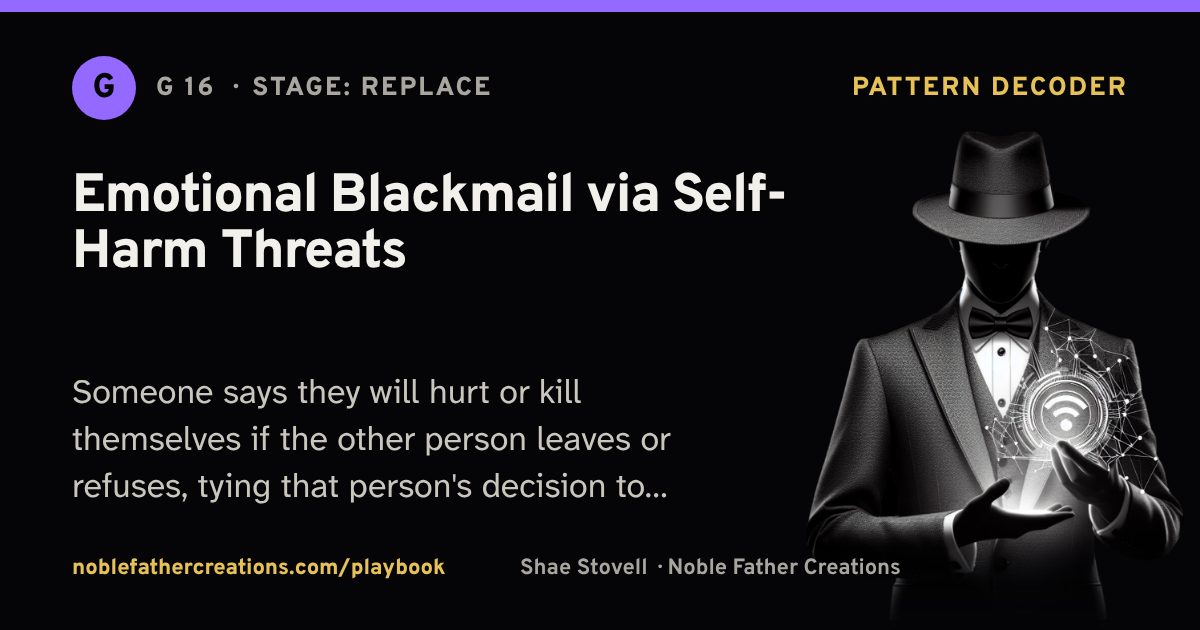 G
G 16 · STAGE: REPLACE
PATTERN DECODER
Emotional Blackmail via Self-
Harm Threats
Someone says they will hurt or kill
themselves if the other person leaves or
refuses, tying that person's decision to...
noblefathercreations.com/playbook
Shae Stovell · Noble Father Creations